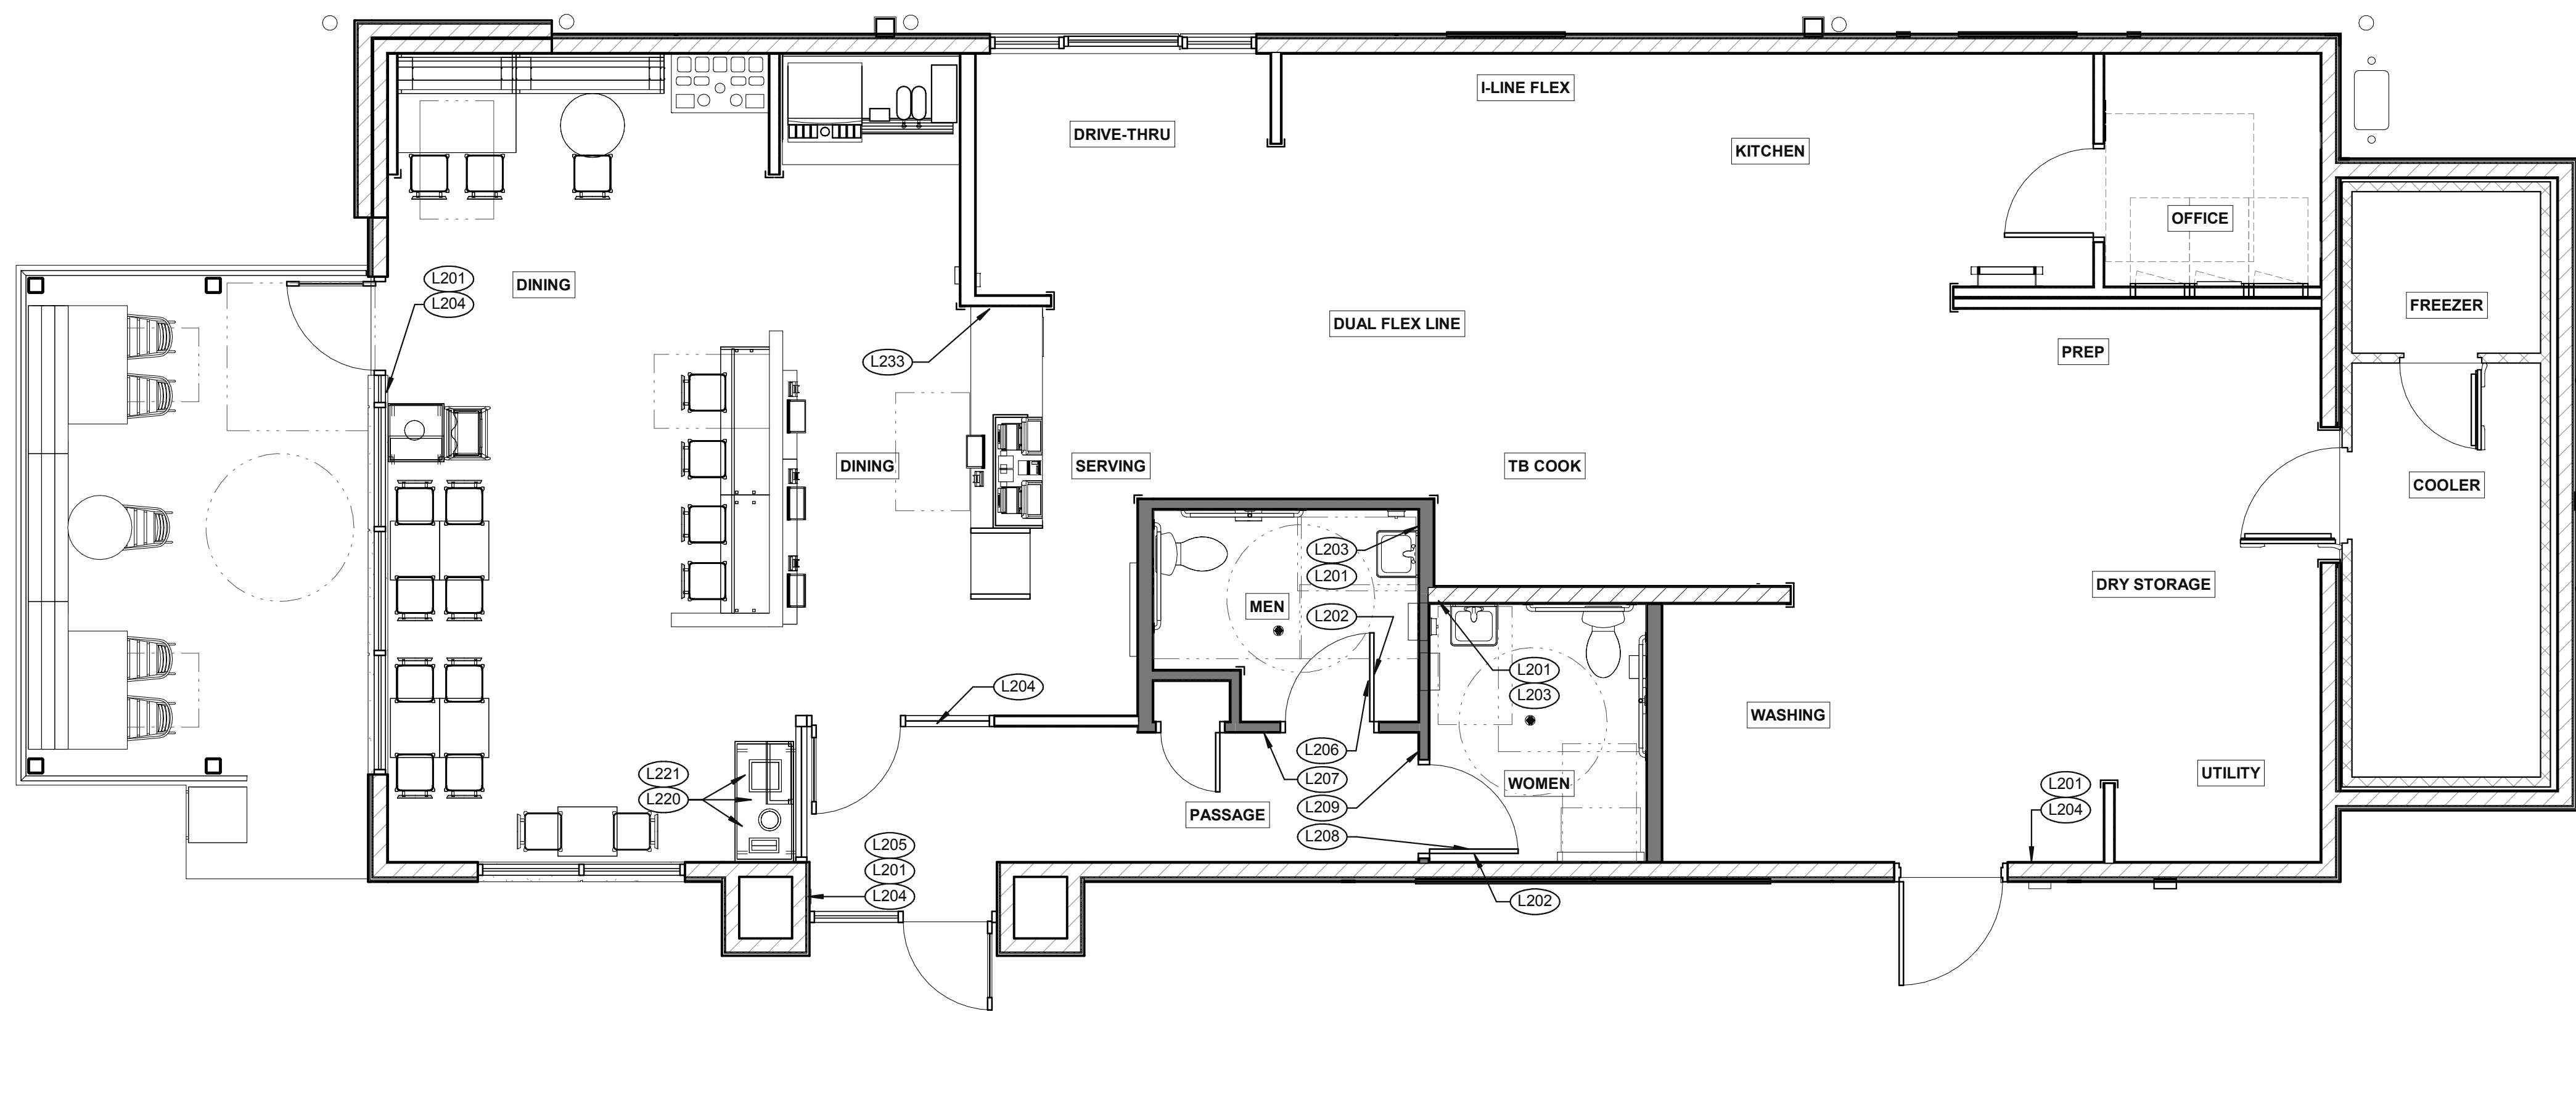 I-LINE FLEX
DRIVE-THRU
KITCHEN
OFFICE
L201
L204
DINING
FREEZER
DUAL FLEX LINE
PREP
L233
DINING
SERVING
TB COOK
COOLER
L203
L201
MEN
L202
DRY STORAGE
L201
L203
L204
WASHING
L206
L207
L209
L208
WOMEN
L221
L220
UTILITY
L201
L204
PASSAGE
L205
L201
L204
L202